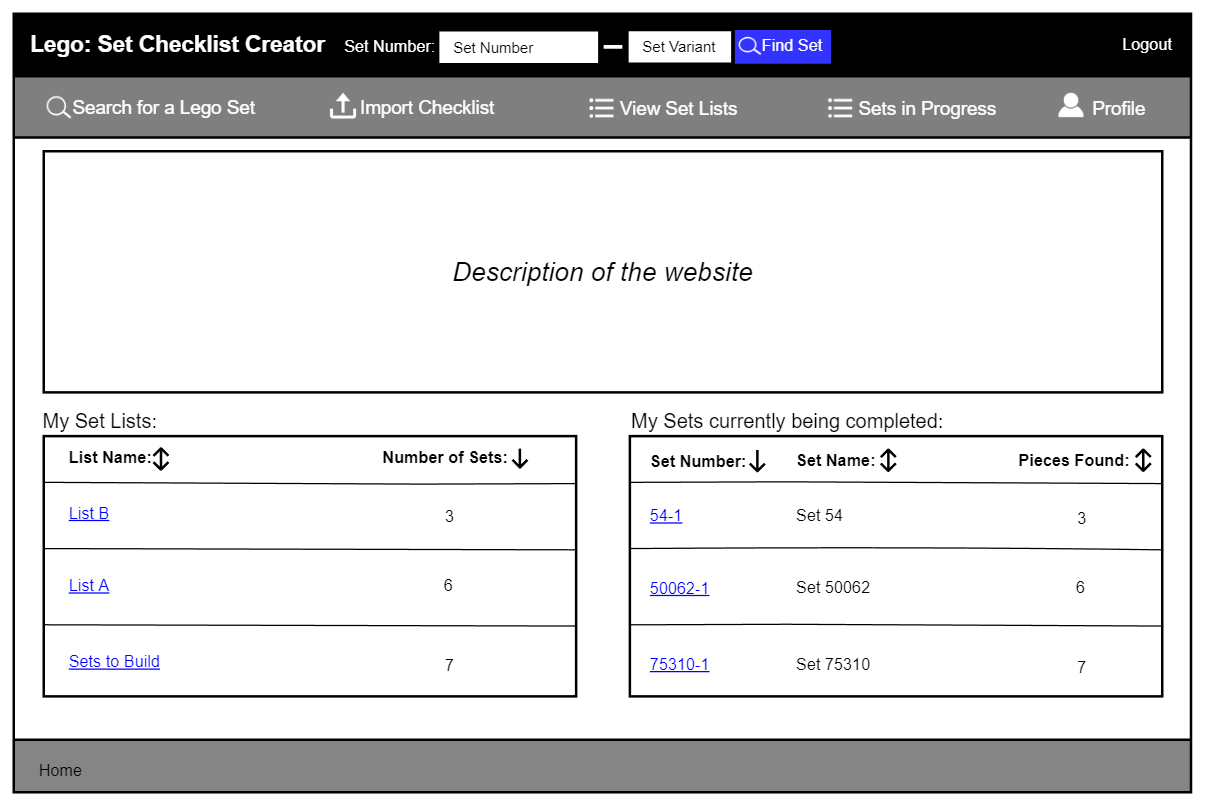 Lego: Set Checklist Creator Set Number: Set Number Set Variant Find Set Logout
Search for a Lego Set Import Checklist View Set Lists Sets in Progress Profile
Description of the website
My Set Lists:
List Name: Number of Sets:
List B 3
List A 6
Sets to Build 7
My Sets currently being completed:
Set Number: Set Name: Pieces Found:
54-1 Set 54 3
50062-1 Set 50062 6
75310-1 Set 75310 7
Home